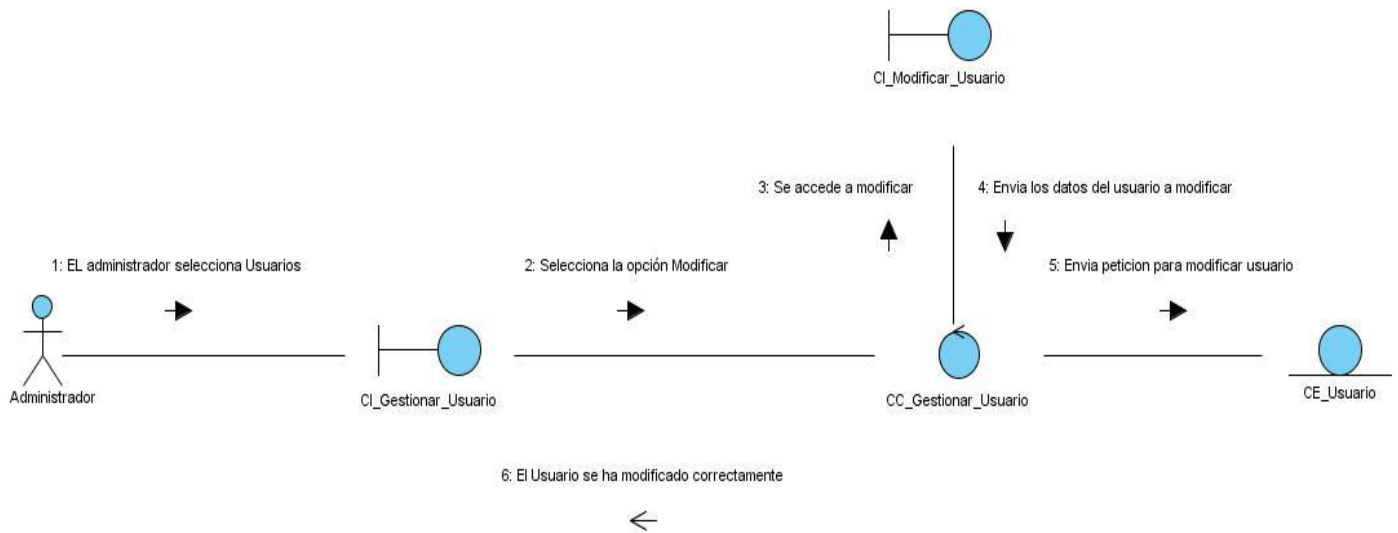 CI_Modificar_Usuario
3: Se accede a modificar
4: Envia los datos del usuario a modificar
1: EL administrador selecciona Usuarios
2: Selecciona la opción Modificar
5: Envia peticion para modificar usuario
Administrador
CI_Gestionar_Usuario
CC_Gestionar_Usuario
CE_Usuario
6: El Usuario se ha modificado correctamente